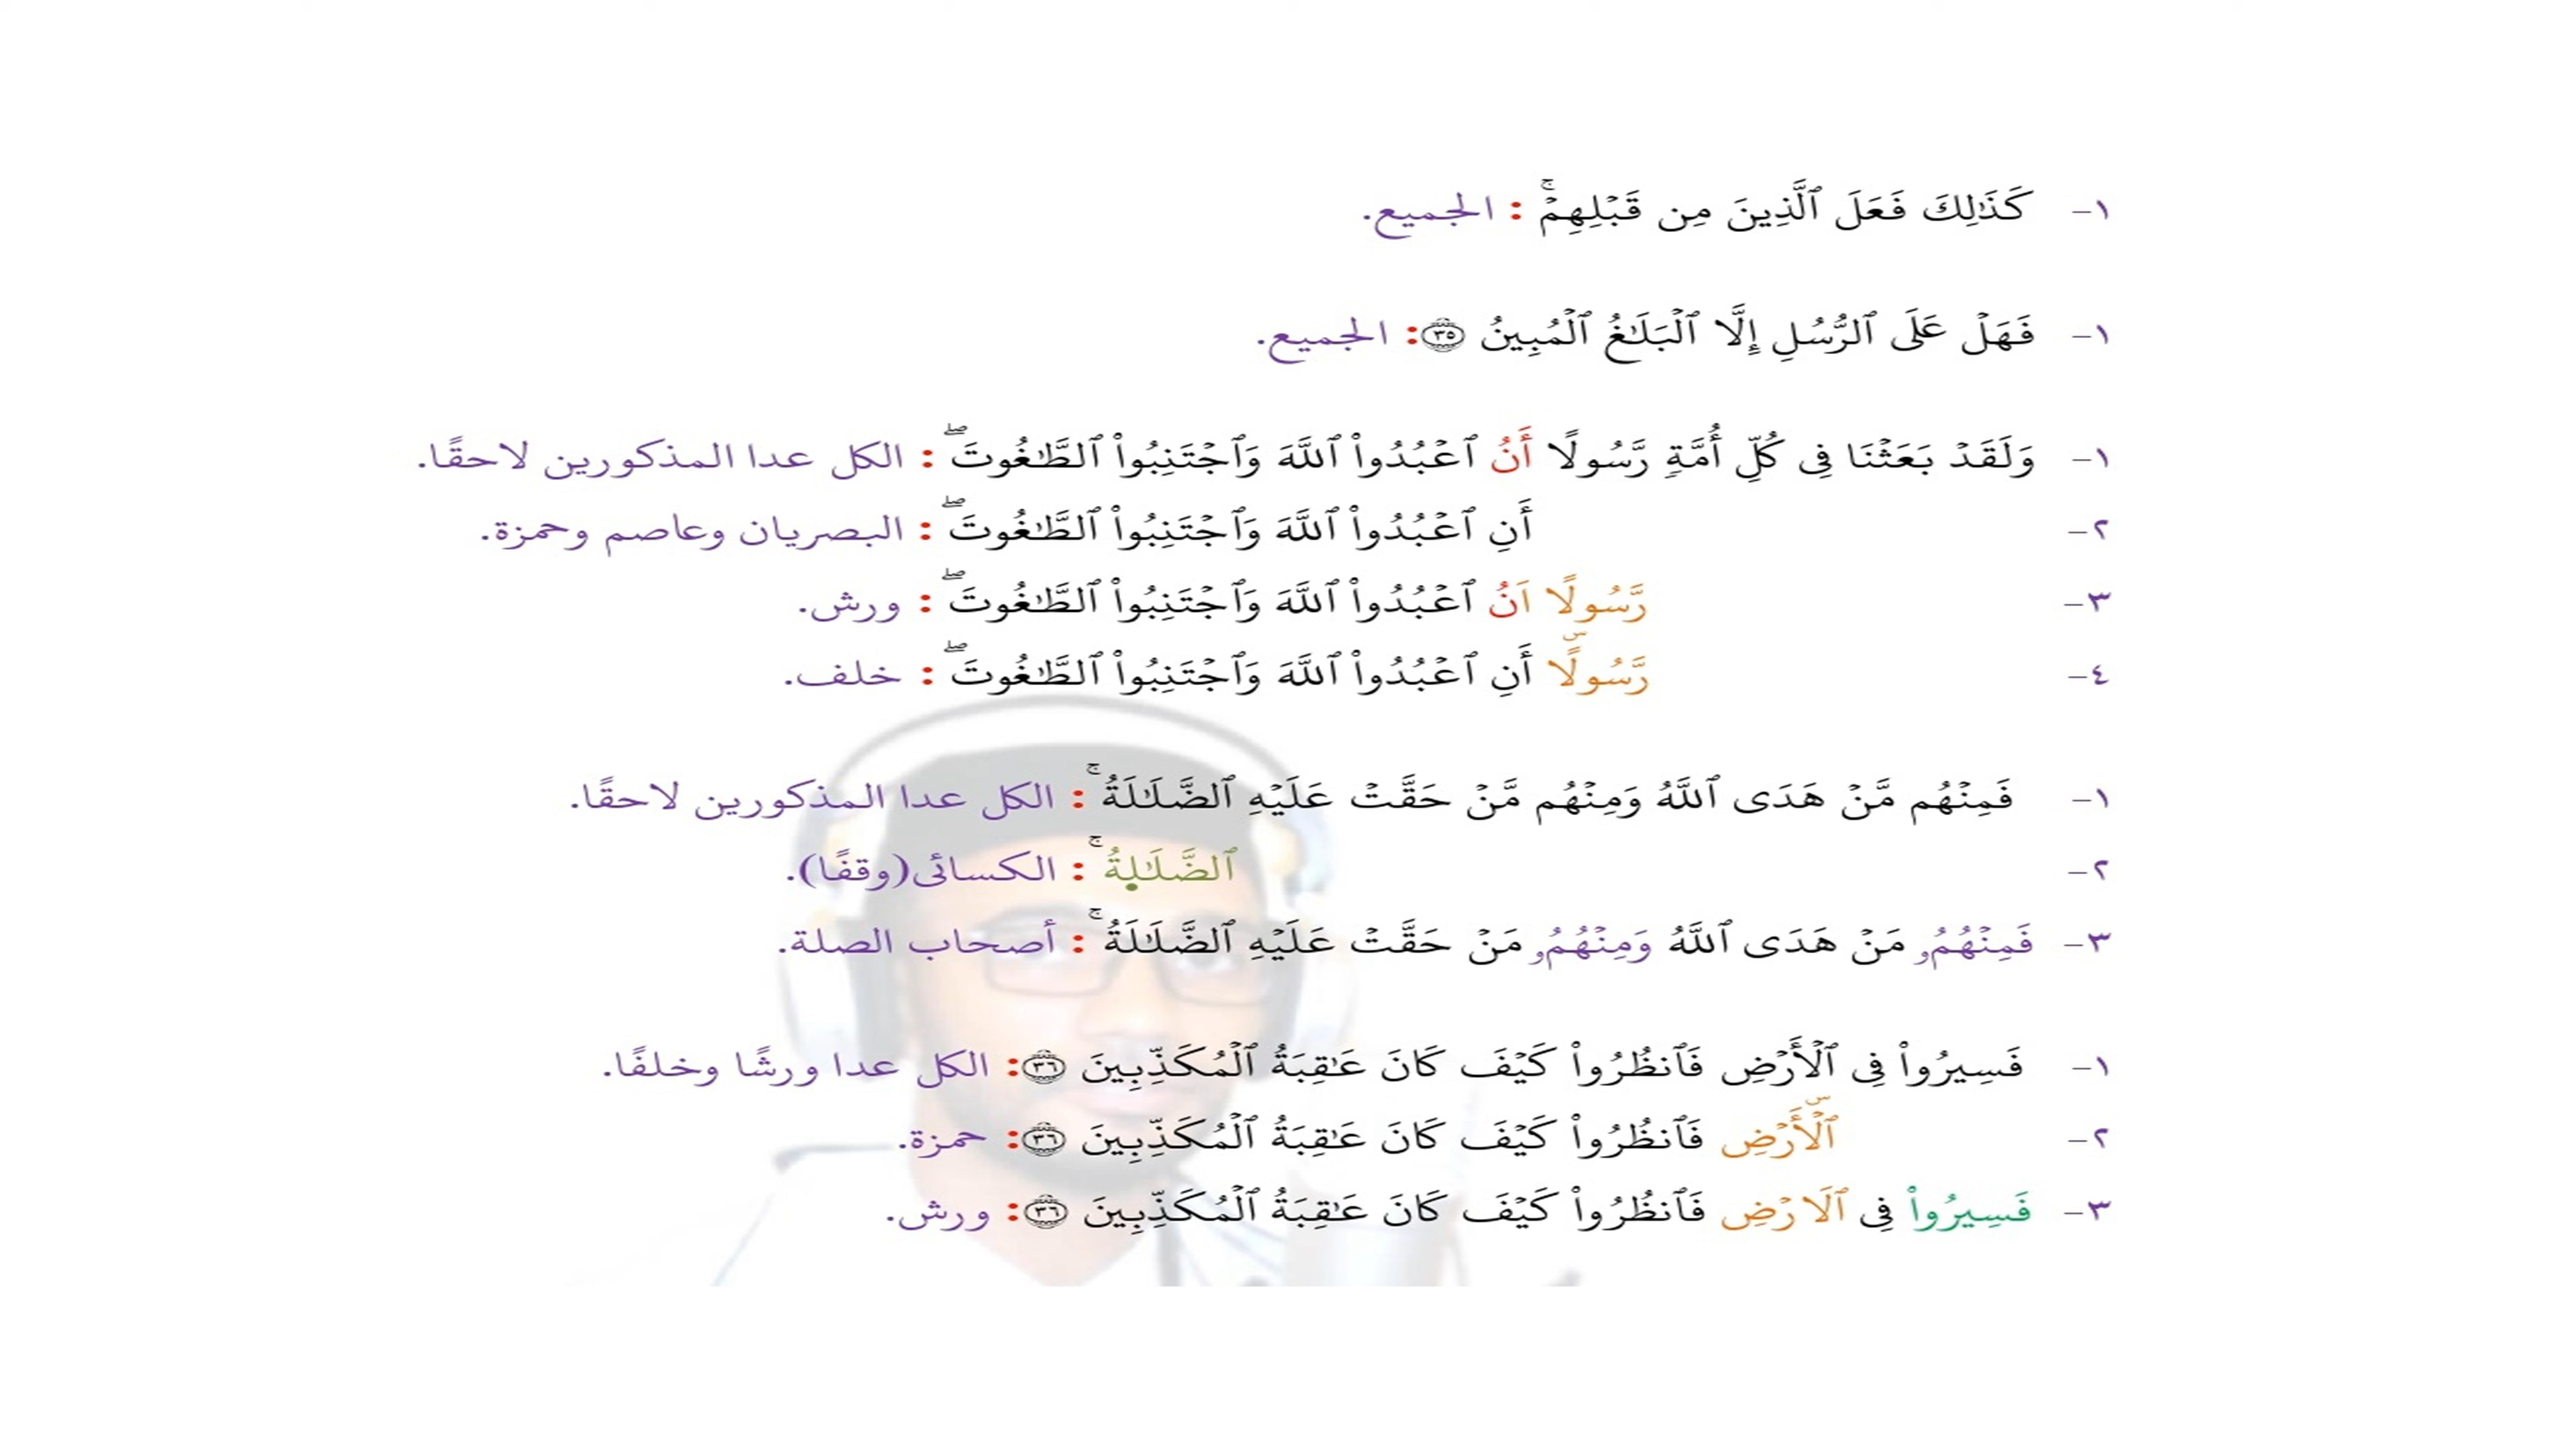 ١- كَذَٰلِكَ فَعَلَ ٱلَّذِينَ مِن قَبۡلِهِمۡۚ : الجميع.
١- فَهَلۡ عَلَى ٱلرُّسُلِ إِلَّا ٱلۡبَلَٰغُ ٱلۡمُبِينُ ٣٥: الجميع.
١- وَلَقَدۡ بَعَثۡنَا فِي كُلِّ أُمَّةٖ رَّسُولًا أَنُ ٱعۡبُدُواْ ٱللَّهَ وَٱجۡتَنِبُواْ ٱلطَّٰغُوتَۖ : الكل عدا المذكورين لاحقًا.
٢- أَنِ ٱعۡبُدُواْ ٱللَّهَ وَٱجۡتَنِبُواْ ٱلطَّٰغُوتَۖ : البصريان وعاصم وحمزة.
٣- رَّسُولًا اَنُ ٱعۡبُدُواْ ٱللَّهَ وَٱجۡتَنِبُواْ ٱلطَّٰغُوتَۖ : ورش.
٤- رَّسُولًاۜ أَنِ ٱعۡبُدُواْ ٱللَّهَ وَٱجۡتَنِبُواْ ٱلطَّٰغُوتَۖ : خلف.
١- فَمِنۡهُم مَّنۡ هَدَى ٱللَّهُ وَمِنۡهُم مَّنۡ حَقَّتۡ عَلَيۡهِ ٱلضَّلَٰلَةُۚ : الكل عدا المذكورين لاحقًا.
٢- ٱلضَّلَٰلِةُۚ : الكسائى(وقفًا).
٣- فَمِنۡهُمُۥ مَنۡ هَدَى ٱللَّهُ وَمِنۡهُمُۥ مَنۡ حَقَّتۡ عَلَيۡهِ ٱلضَّلَٰلَةُۚ : أصحاب الصلة.
١- فَسِيرُواْ فِي ٱلۡأَرۡضِ فَٱنظُرُواْ كَيۡفَ كَانَ عَٰقِبَةُ ٱلۡمُكَذِّبِينَ ٣٦: الكل عدا ورشًا وخلفًا.
٢- ٱلۡۜأَرۡضِ فَٱنظُرُواْ كَيۡفَ كَانَ عَٰقِبَةُ ٱلۡمُكَذِّبِينَ ٣٦: حمزة.
٣- فَسِيرُواْ فِي ٱلَارۡضِ فَٱنظُرُواْ كَيۡفَ كَانَ عَٰقِبَةُ ٱلۡمُكَذِّبِينَ ٣٦: ورش.